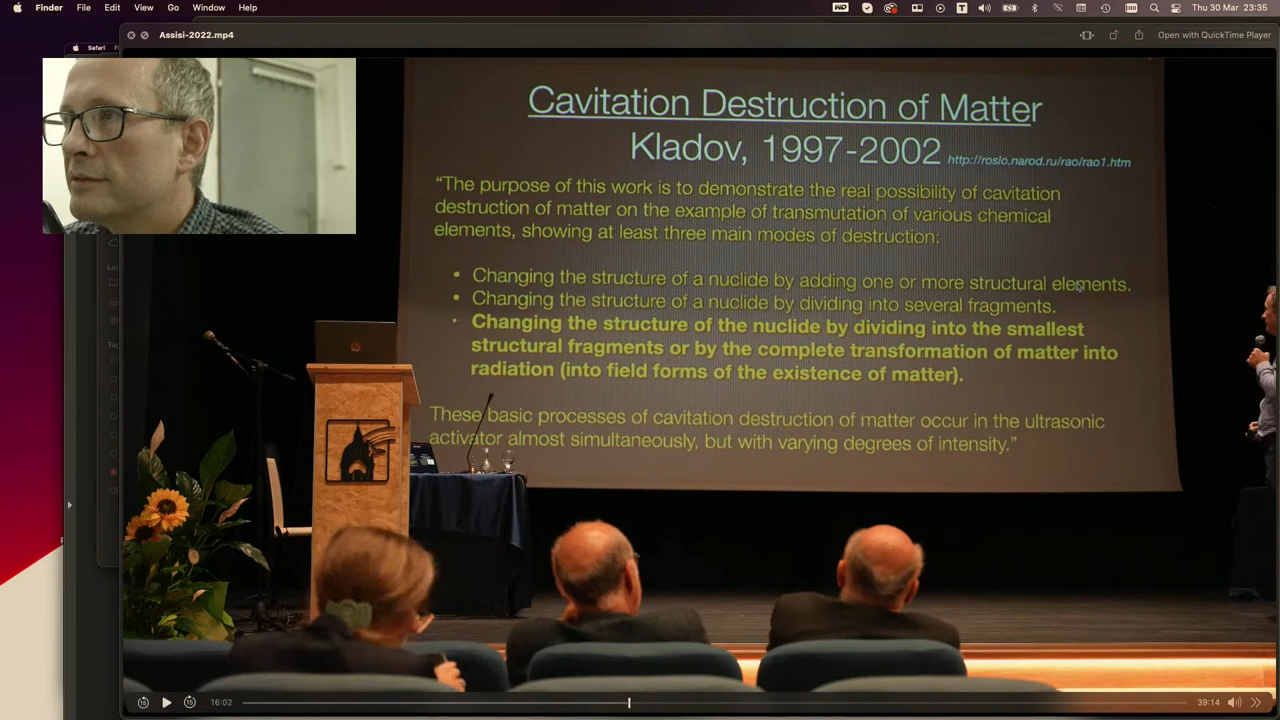 Finder File Edit View Go Window Help
Thu 30 Mar 23:35
Safari
Assisi-2022.mp4
Open with QuickTime Player
Cavitation Destruction of Matter
Kladov, 1997-2002 http://roslo.narod.ru/rao/rao1.htm
“The purpose of this work is to demonstrate the real possibility of cavitation
destruction of matter on the example of transmutation of various chemical
elements, showing at least three main modes of destruction:
• Changing the structure of a nuclide by adding one or more structural elements.
• Changing the structure of a nuclide by dividing into several fragments.
• Changing the structure of the nuclide by dividing into the smallest
structural fragments or by the complete transformation of matter into
radiation (into field forms of the existence of matter).
These basic processes of cavitation destruction of matter occur in the ultrasonic
activator almost simultaneously, but with varying degrees of intensity.”
16:02
39:14